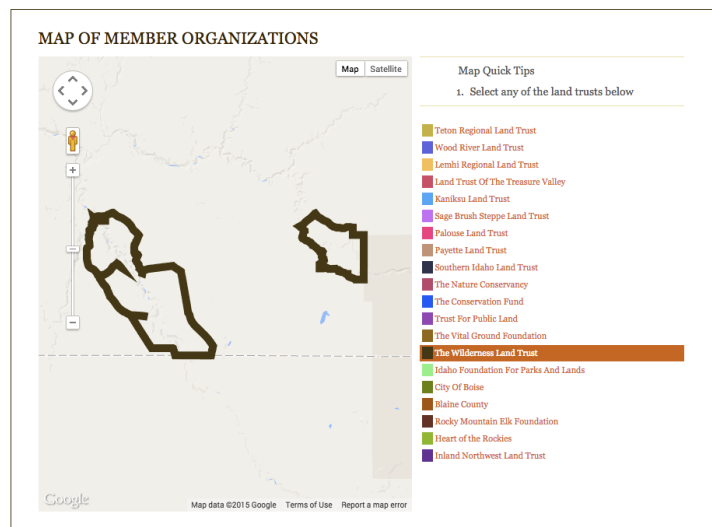 MAP OF MEMBER ORGANIZATIONS
Map Satellite
Map Quick Tips
1. Select any of the land trusts below
Teton Regional Land Trust
Wood River Land Trust
Lemhi Regional Land Trust
Land Trust Of The Treasure Valley
Kaniksu Land Trust
Sage Brush Steppe Land Trust
Palouse Land Trust
Payette Land Trust
Southern Idaho Land Trust
The Nature Conservancy
The Conservation Fund
Trust For Public Land
The Vital Ground Foundation
The Wilderness Land Trust
Idaho Foundation For Parks And Lands
City Of Boise
Blaine County
Rocky Mountain Elk Foundation
Heart of the Rockies
Inland Northwest Land Trust
Google
Map data ©2015 Google Terms of Use Report a map error